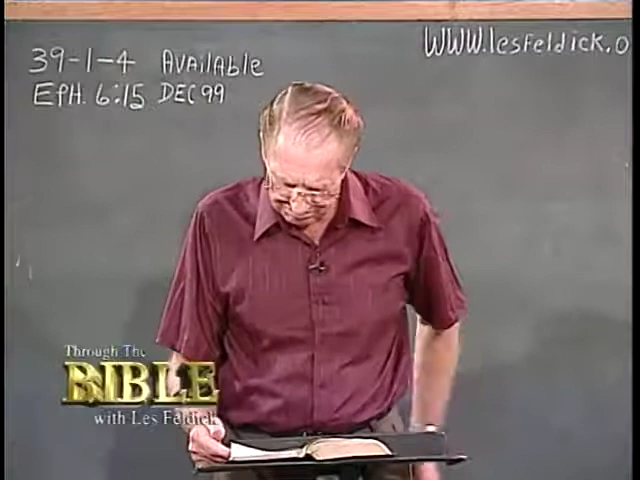 39-1-4 Available
EPH. 6:15 DEC 99
WWW.lesfeldick.o
Through The
BIBLE
with Les Feldick